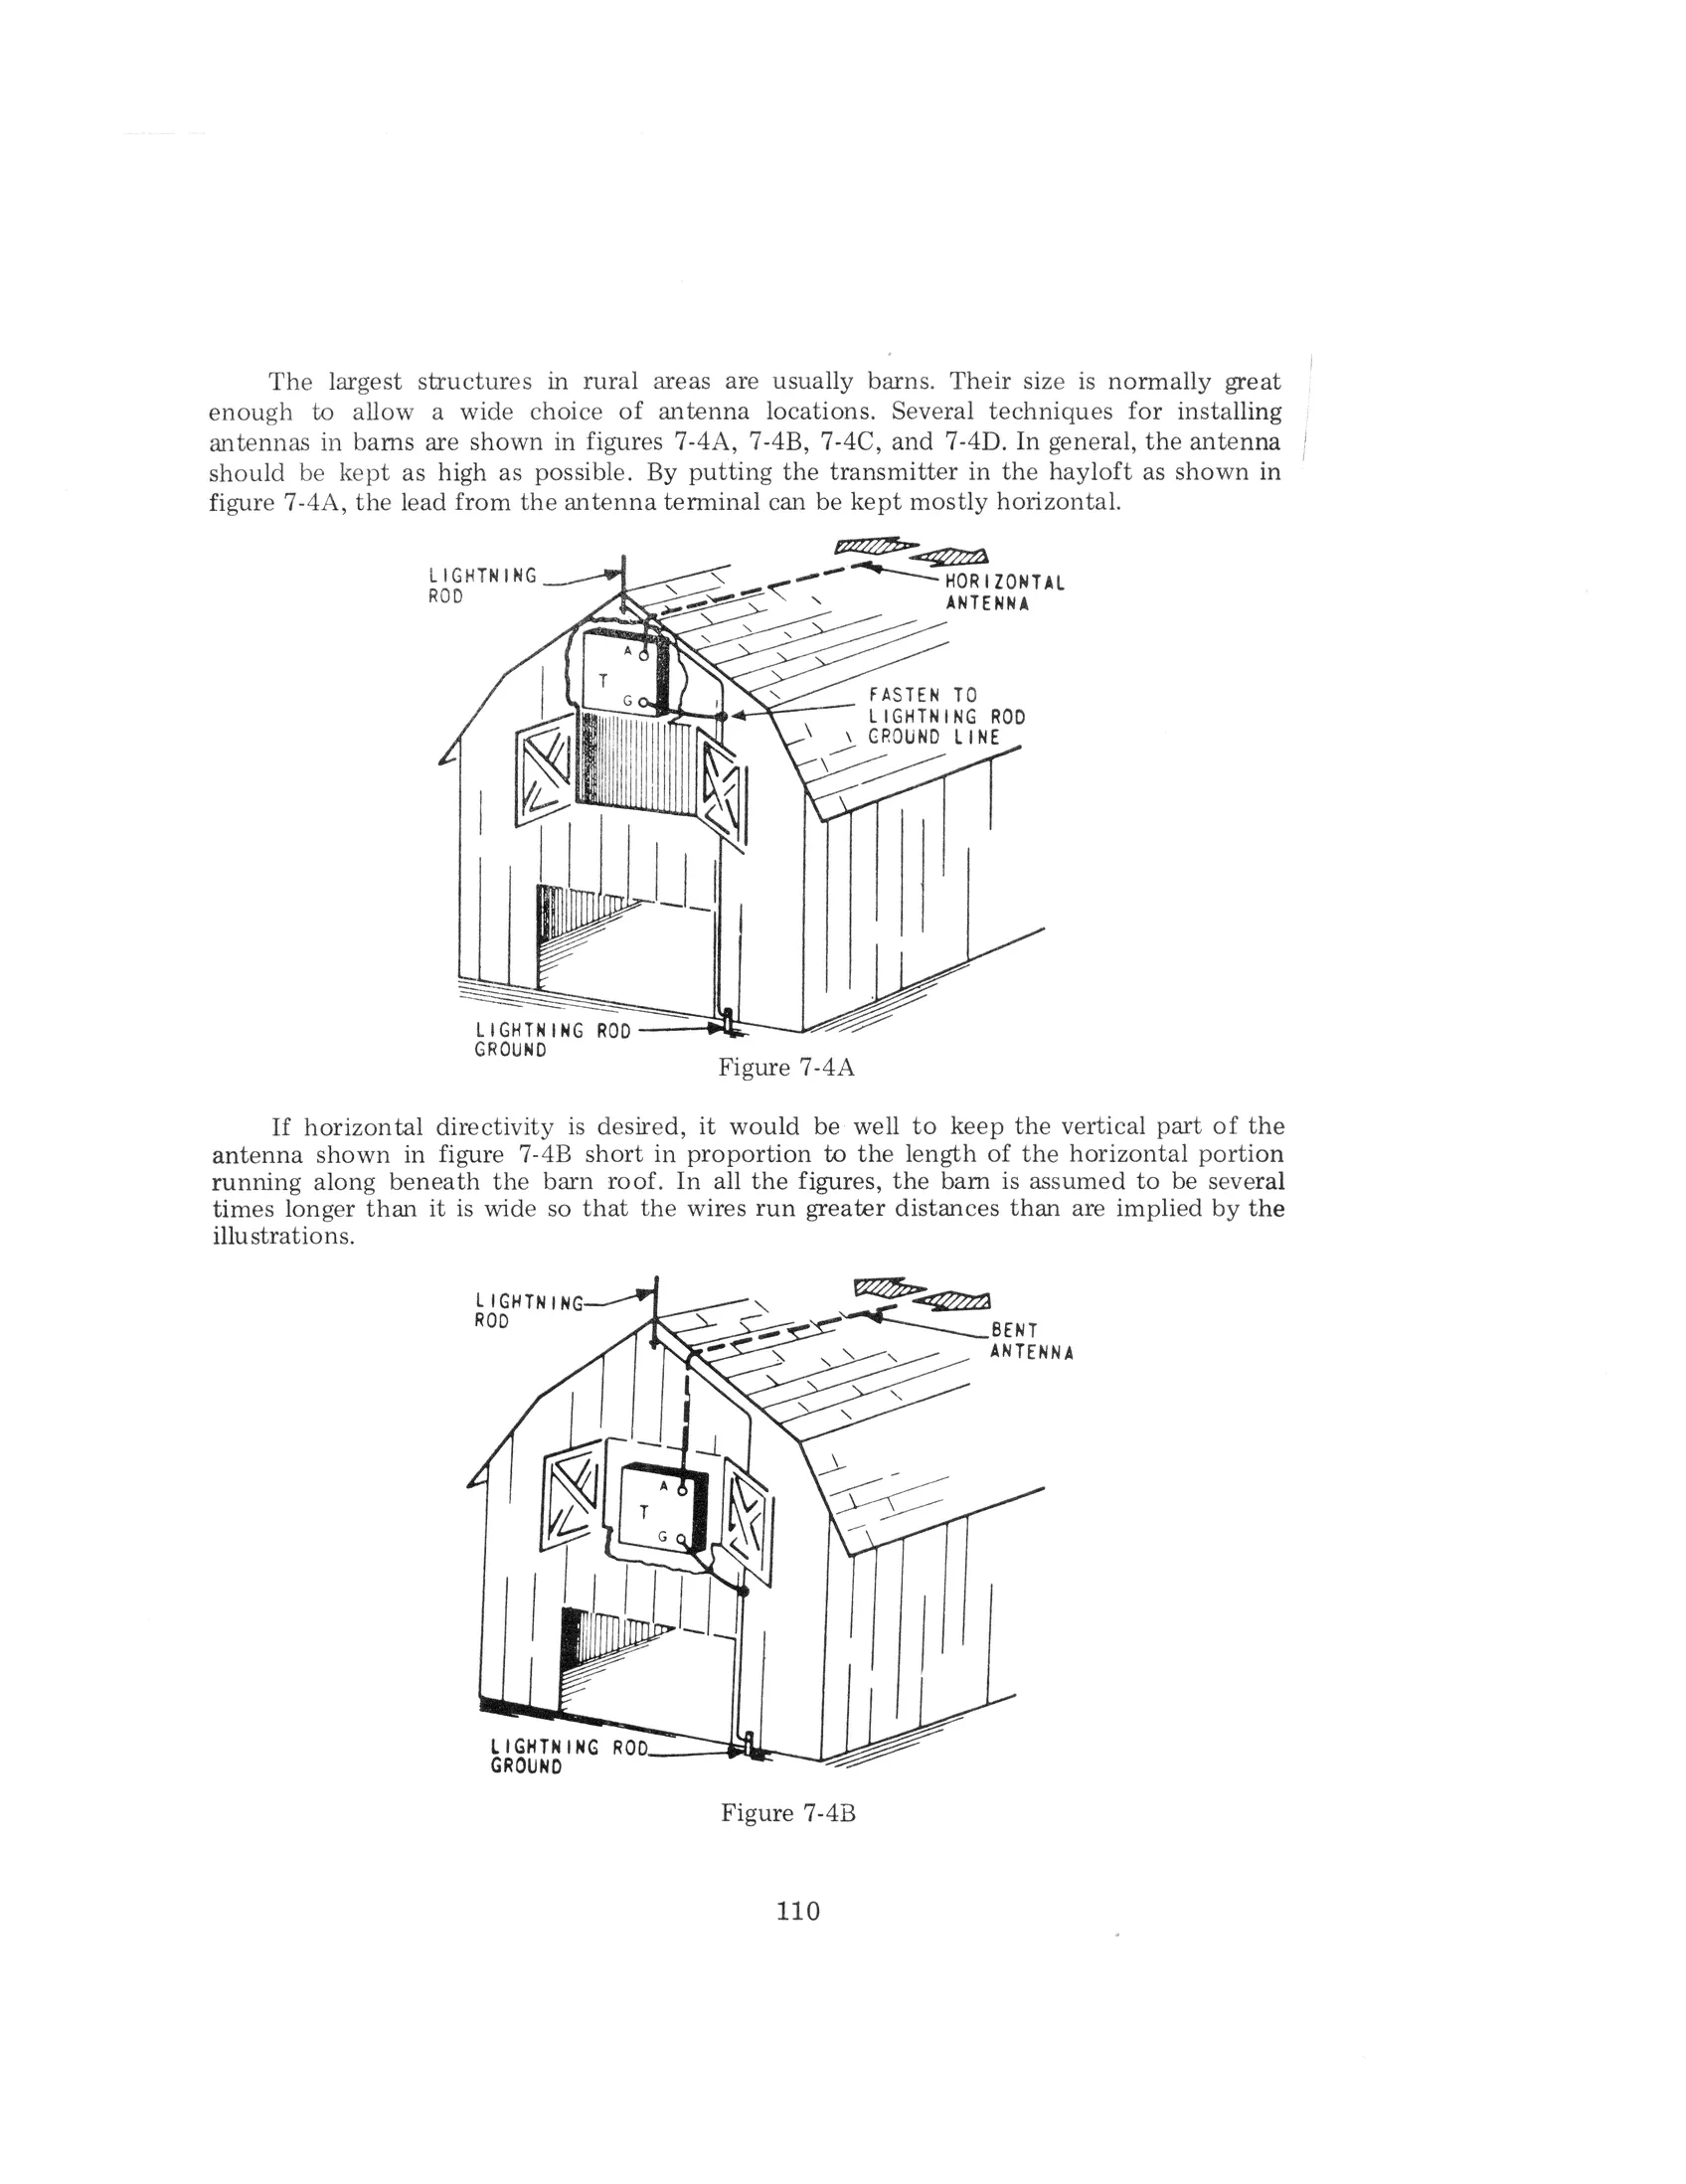 The largest structures in rural areas are usually barns. Their size is normally great
enough to allow a wide choice of antenna locations. Several techniques for installing
antennas in barns are shown in figures 7-4A, 7-4B, 7-4C, and 7-4D. In general, the antenna
should be kept as high as possible. By putting the transmitter in the hayloft as shown in
figure 7-4A, the lead from the antenna terminal can be kept mostly horizontal.
LIGHTNING
ROD
HORIZONTAL
ANTENNA
A
T
G
FASTEN TO
LIGHTNING ROD
GROUND LINE
LIGHTNING ROD
GROUND
Figure 7-4A
If horizontal directivity is desired, it would be well to keep the vertical part of the
antenna shown in figure 7-4B short in proportion to the length of the horizontal portion
running along beneath the barn roof. In all the figures, the barn is assumed to be several
times longer than it is wide so that the wires run greater distances than are implied by the
illustrations.
LIGHTNING
ROD
BENT
ANTENNA
A
T
G
LIGHTNING ROD
GROUND
Figure 7-4B
110